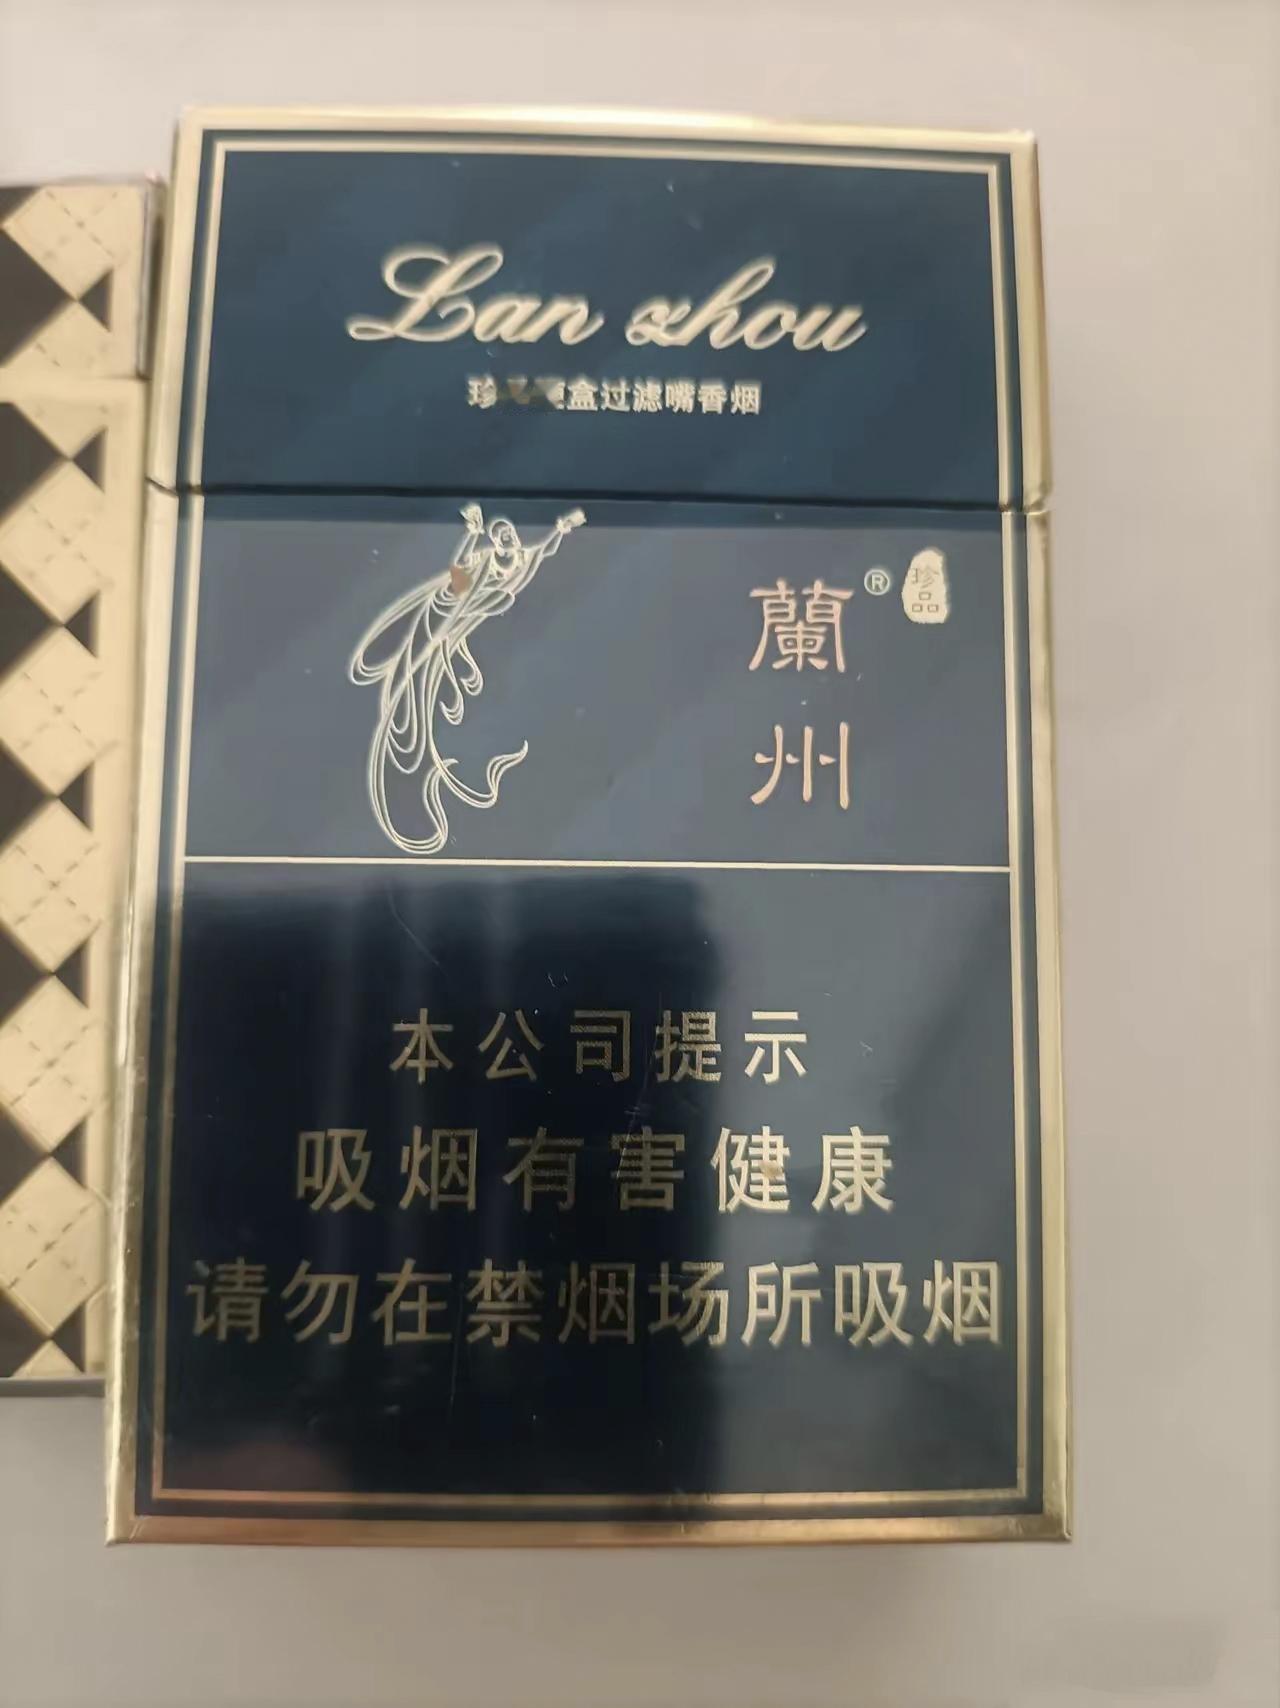 Lan zhou
珍盒过滤嘴香烟
蘭®
珍品
州
本公司提示
吸烟有害健康
请勿在禁烟场所吸烟